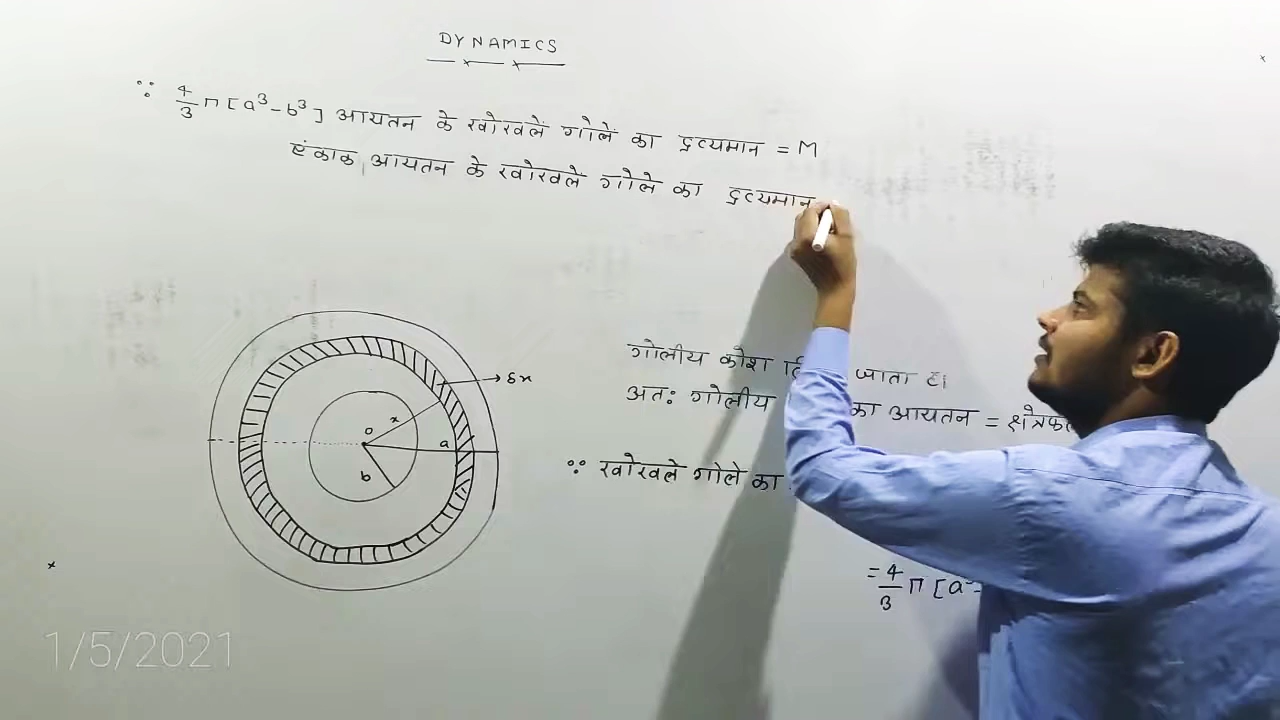 DYNAMICS
∵ 4/3 π [a³-b³] आयतन के खोखले गोले का द्रव्यमान = M
एंकाक आयतन के खोखले गोले का द्रव्यमान
गोलीय कोश जाता है।
अतः गोलीय का आयतन = क्षेत्रफल
∵ खोखले गोले का
= 4/3 π [a³-
δx
x
o
a
b
1/5/2021